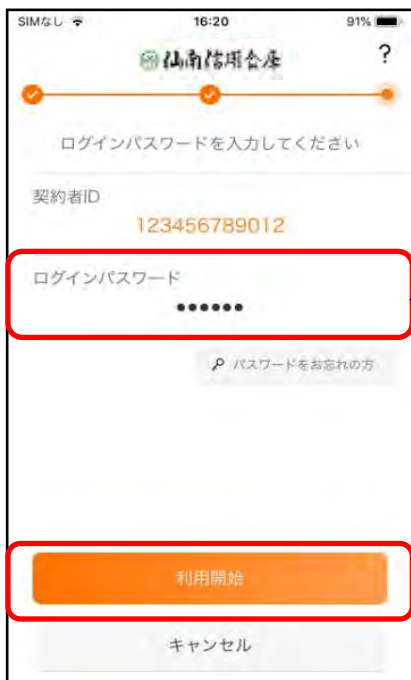 SIMなし 16:20 91%
仙南信用金庫 ?
ログインパスワードを入力してください
契約者ID
123456789012
ログインパスワード
••••••
パスワードをお忘れの方
利用開始
キャンセル